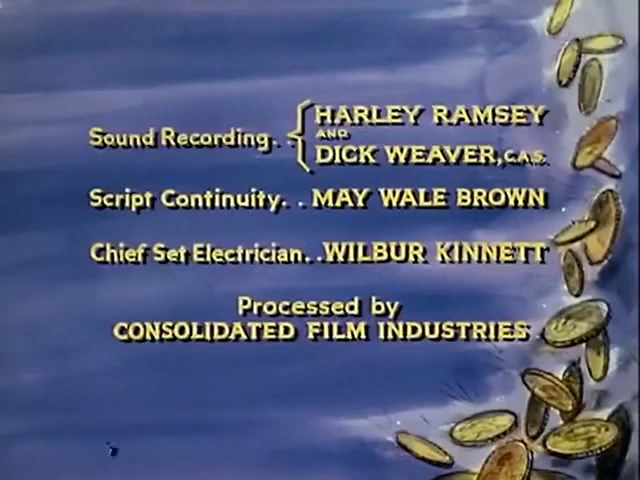 HARLEY RAMSEY
Sound Recording. . AND
DICK WEAVER, C.A.S.
Script Continuity. . MAY WALE BROWN
Chief Set Electrician. . WILBUR KINNETT
Processed by
CONSOLIDATED FILM INDUSTRIES